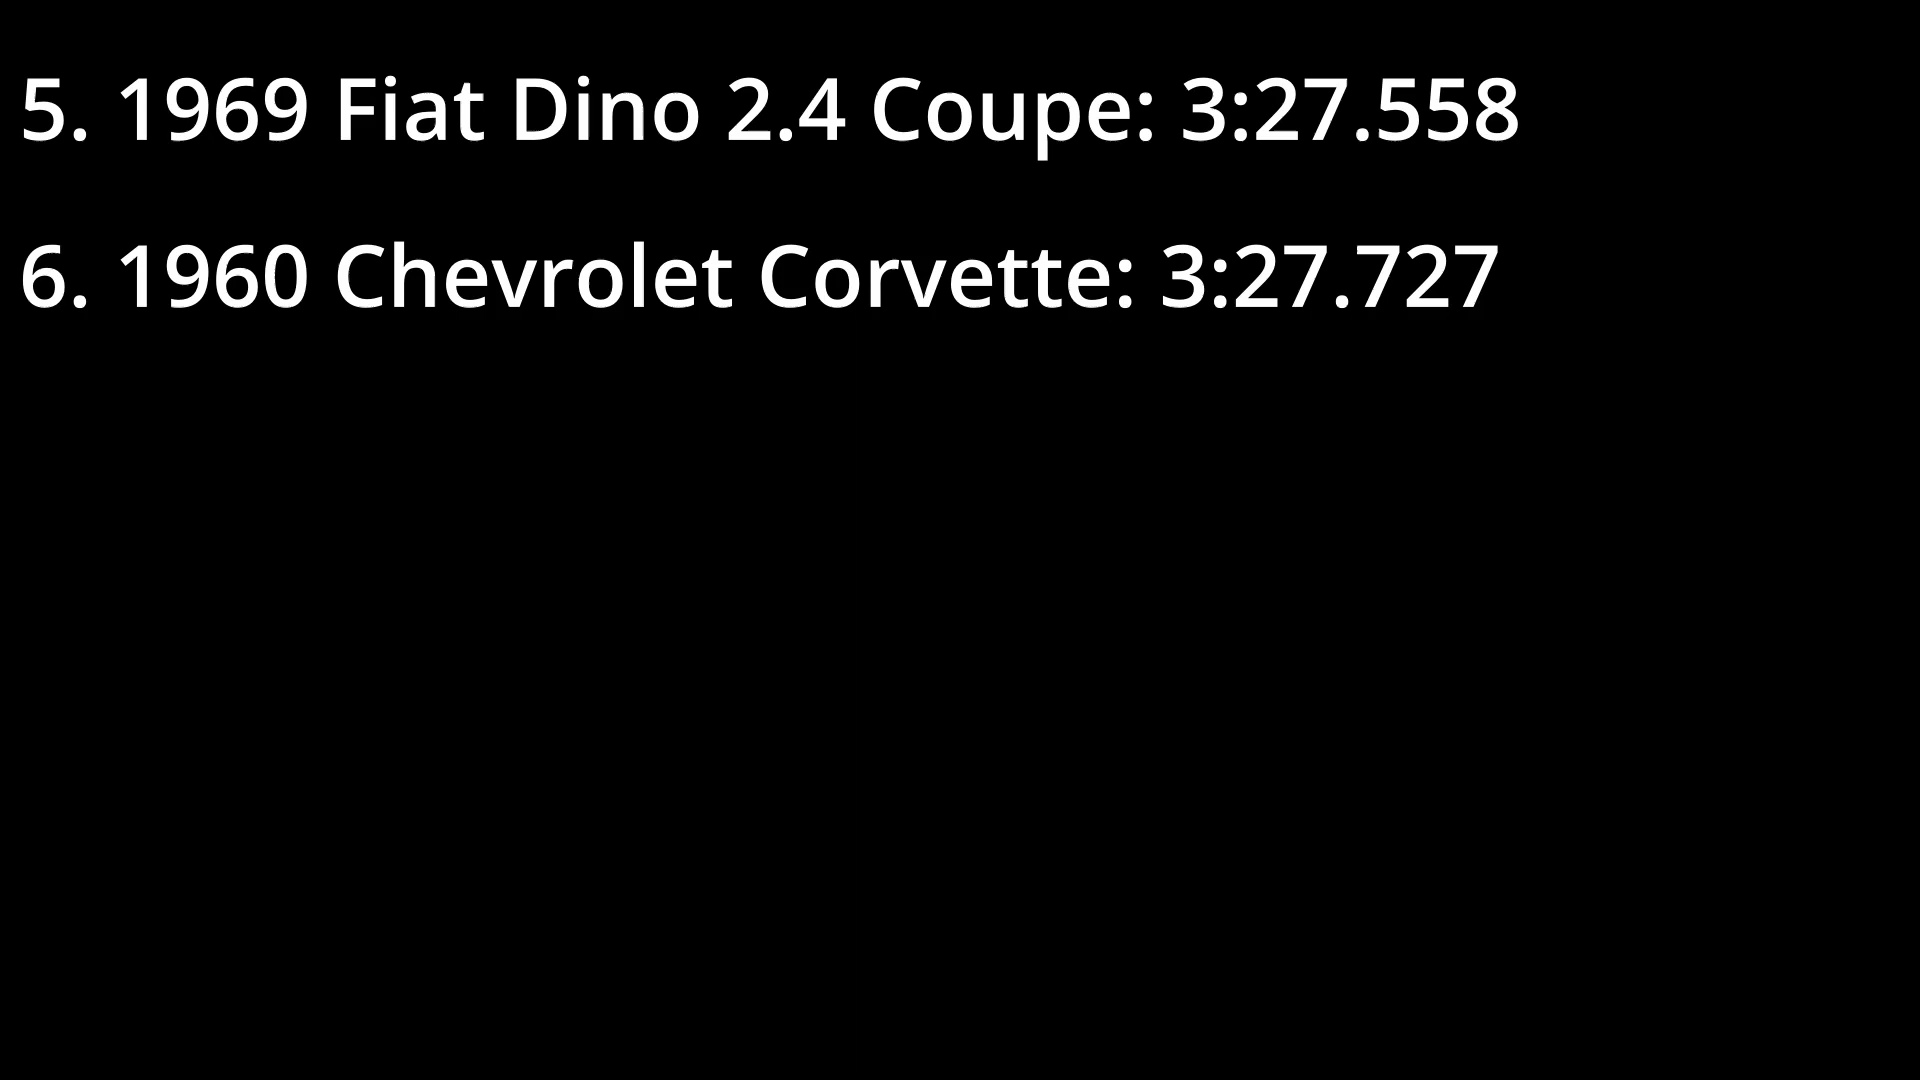 5. 1969 Fiat Dino 2.4 Coupe: 3:27.558
6. 1960 Chevrolet Corvette: 3:27.727